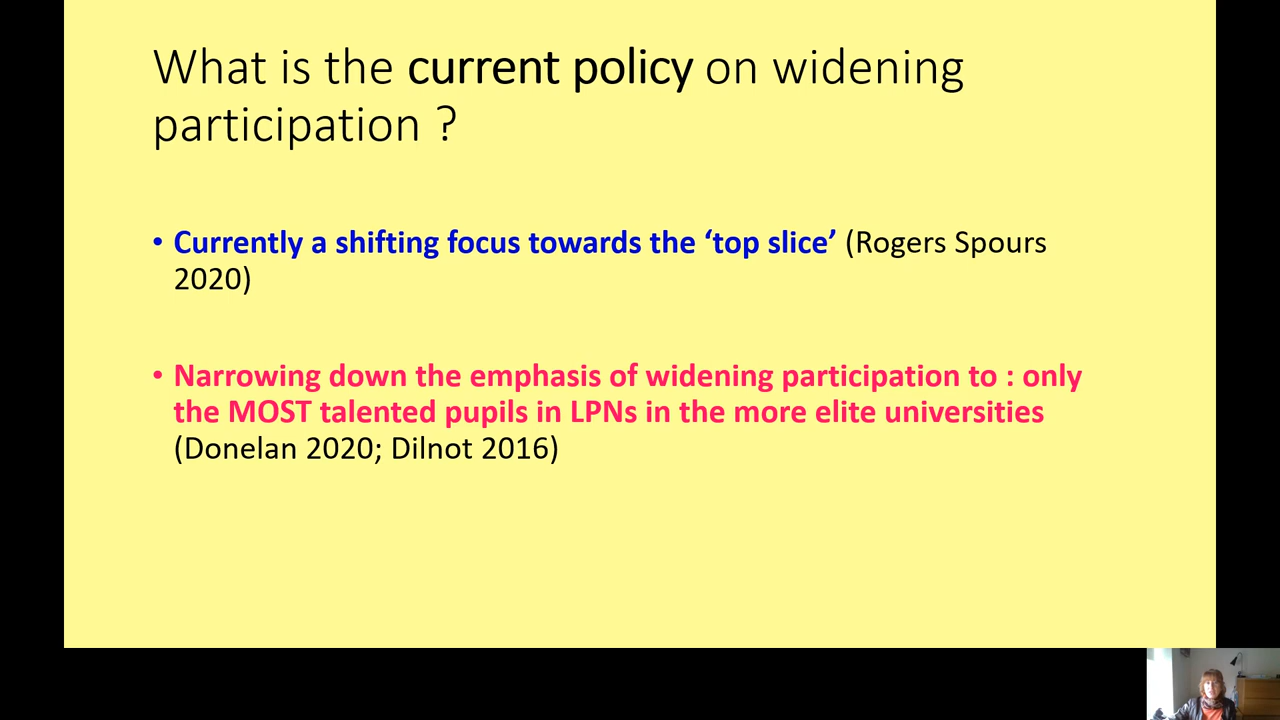 What is the current policy on widening
participation ?
• Currently a shifting focus towards the ‘top slice’ (Rogers Spours
2020)
• Narrowing down the emphasis of widening participation to : only
the MOST talented pupils in LPNs in the more elite universities
(Donelan 2020; Dilnot 2016)